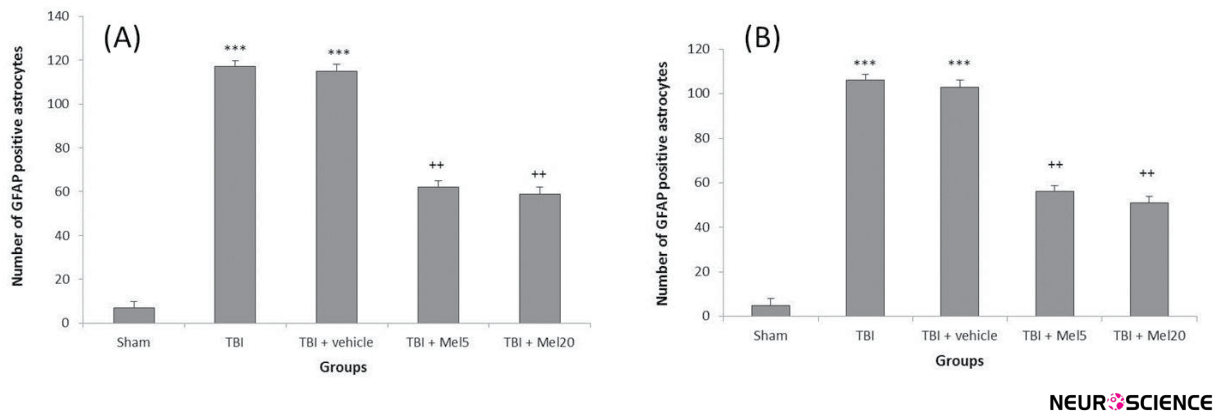 (A)
Number of GFAP positive astrocytes
140
120
100
80
60
40
20
0
***
***
++
++
Sham
TBI
TBI + vehicle
TBI + Mel5
TBI + Mel20
Groups
(B)
Number of GFAP positive astrocytes
120
100
80
60
40
20
0
***
***
++
++
Sham
TBI
TBI + vehicle
TBI + Mel5
TBI + Mel20
Groups
NEUROSCIENCE